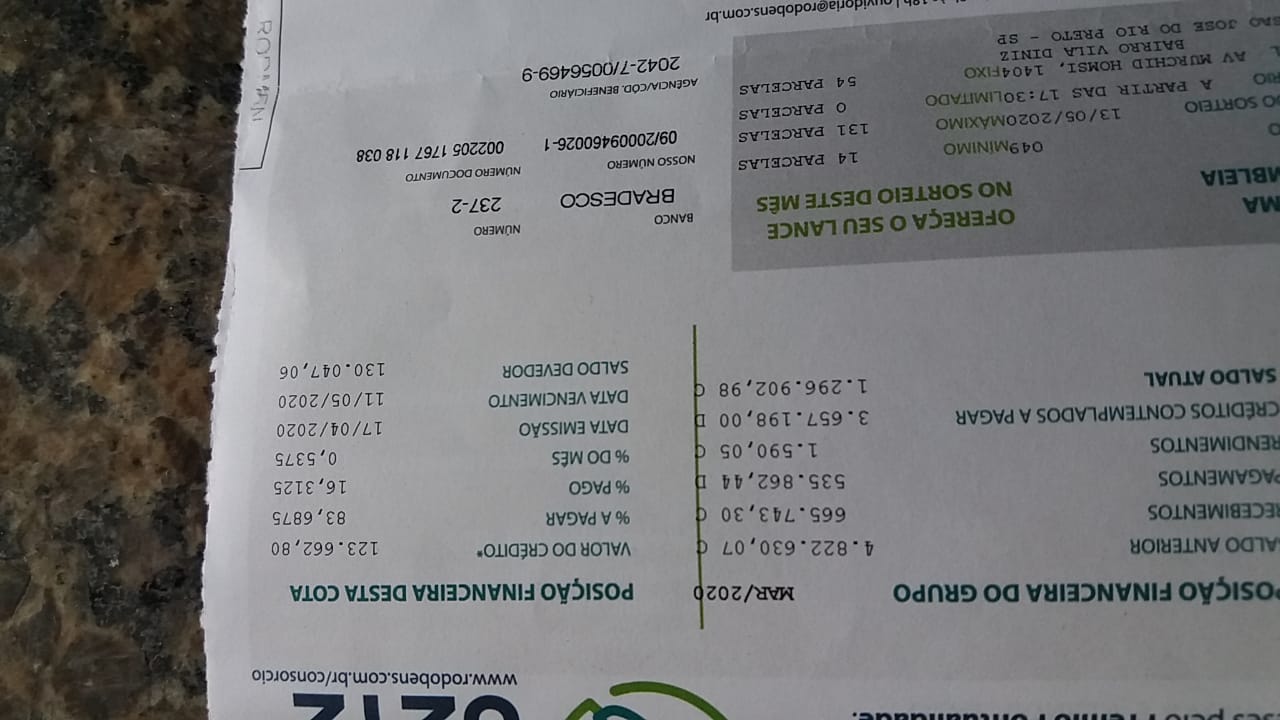 pelo Prêmio Pontualidade.
www.rodobens.com.br/consorcio
POSIÇÃO FINANCEIRA DO GRUPO MAR/2020
SALDO ANTERIOR 4.822.630,07 C
RECEBIMENTOS 665.743,30 C
PAGAMENTOS 535.862,44 D
RENDIMENTOS 1.590,05 C
CRÉDITOS CONTEMPLADOS A PAGAR 3.657.198,00 D
SALDO ATUAL 1.296.902,98 C
POSIÇÃO FINANCEIRA DESTA COTA
VALOR DO CRÉDITO* 123.662,80
% A PAGAR 83,6875
% PAGO 16,3125
% DO MÊS 0,5375
DATA EMISSÃO 17/04/2020
DATA VENCIMENTO 11/05/2020
SALDO DEVEDOR 130.047,06
MA
MBLEIA
O 049
DO SORTEIO 13/05/2020
RIO A PARTIR DAS 17:30
L AV MURCHID HOMSI, 1404
BAIRRO VILA DINIZ
SAO JOSE DO RIO PRETO - SP
OFEREÇA O SEU LANCE
NO SORTEIO DESTE MÊS
MÍNIMO 14 PARCELAS
MÁXIMO 131 PARCELAS
LIMITADO 0 PARCELAS
FIXO 54 PARCELAS
BANCO NÚMERO
BRADESCO 237-2
NOSSO NÚMERO NÚMERO DOCUMENTO
09/20009460026-1 002205 1767 118 038
AGÊNCIA/CÓD. BENEFICIÁRIO
2042-7/0056469-9
às 18h | ouvidoria@rodobens.com.br